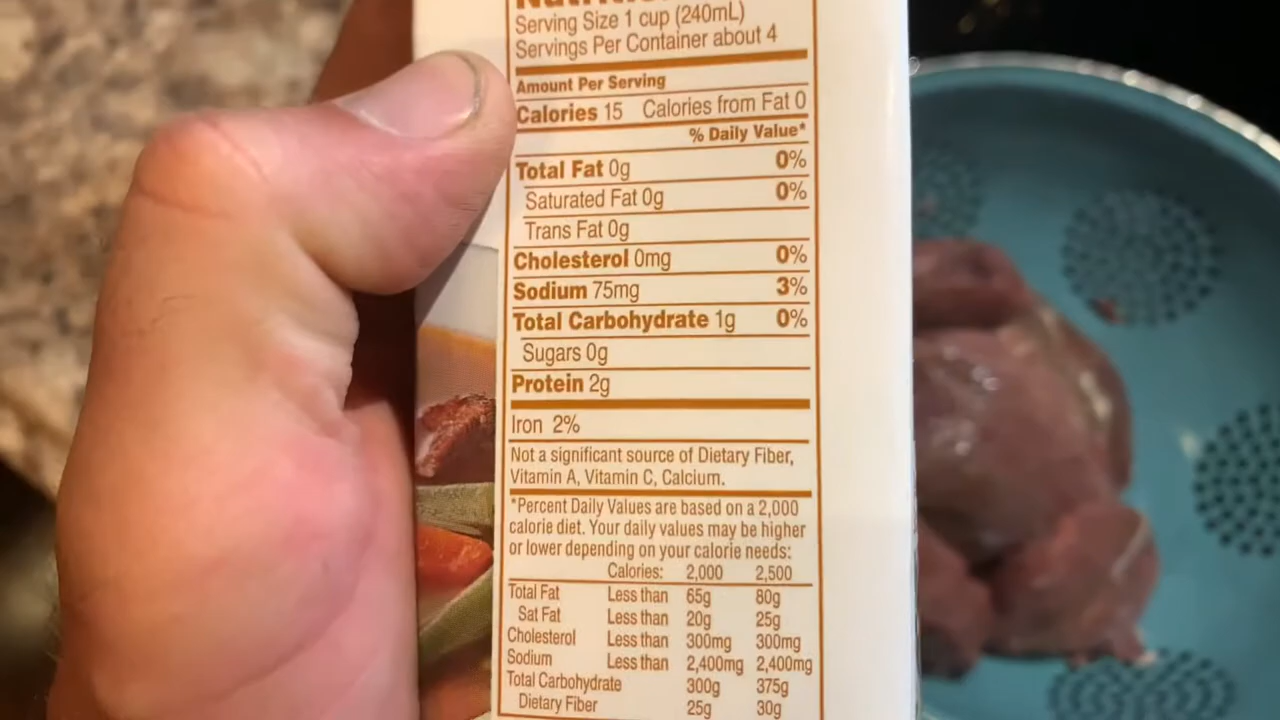 Serving Size 1 cup (240mL)
Servings Per Container about 4
Amount Per Serving
Calories 15 Calories from Fat 0
% Daily Value*
Total Fat 0g 0%
Saturated Fat 0g 0%
Trans Fat 0g
Cholesterol 0mg 0%
Sodium 75mg 3%
Total Carbohydrate 1g 0%
Sugars 0g
Protein 2g
Iron 2%
Not a significant source of Dietary Fiber,
Vitamin A, Vitamin C, Calcium.
*Percent Daily Values are based on a 2,000
calorie diet. Your daily values may be higher
or lower depending on your calorie needs:
Calories: 2,000 2,500
Total Fat Less than 65g 80g
Sat Fat Less than 20g 25g
Cholesterol Less than 300mg 300mg
Sodium Less than 2,400mg 2,400mg
Total Carbohydrate 300g 375g
Dietary Fiber 25g 30g